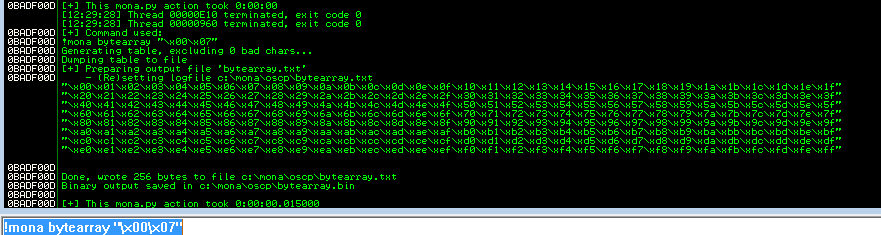 0BADF00D [+] This mona.py action took 0:00:00
[12:29:28] Thread 00000E10 terminated, exit code 0
[12:29:28] Thread 00000960 terminated, exit code 0
0BADF00D [+] Command used:
0BADF00D !mona bytearray "\x00\x07"
0BADF00D Generating table, excluding 0 bad chars...
0BADF00D Dumping table to file
0BADF00D [+] Preparing output file 'bytearray.txt'
0BADF00D - (Re)setting logfile c:\mona\oscp\bytearray.txt
"\x00\x01\x02\x03\x04\x05\x06\x07\x08\x09\x0a\x0b\x0c\x0d\x0e\x0f\x10\x11\x12\x13\x14\x15\x16\x17\x18\x19\x1a\x1b\x1c\x1d\x1e\x1f"
"\x20\x21\x22\x23\x24\x25\x26\x27\x28\x29\x2a\x2b\x2c\x2d\x2e\x2f\x30\x31\x32\x33\x34\x35\x36\x37\x38\x39\x3a\x3b\x3c\x3d\x3e\x3f"
"\x40\x41\x42\x43\x44\x45\x46\x47\x48\x49\x4a\x4b\x4c\x4d\x4e\x4f\x50\x51\x52\x53\x54\x55\x56\x57\x58\x59\x5a\x5b\x5c\x5d\x5e\x5f"
"\x60\x61\x62\x63\x64\x65\x66\x67\x68\x69\x6a\x6b\x6c\x6d\x6e\x6f\x70\x71\x72\x73\x74\x75\x76\x77\x78\x79\x7a\x7b\x7c\x7d\x7e\x7f"
"\x80\x81\x82\x83\x84\x85\x86\x87\x88\x89\x8a\x8b\x8c\x8d\x8e\x8f\x90\x91\x92\x93\x94\x95\x96\x97\x98\x99\x9a\x9b\x9c\x9d\x9e\x9f"
"\xa0\xa1\xa2\xa3\xa4\xa5\xa6\xa7\xa8\xa9\xaa\xab\xac\xad\xae\xaf\xb0\xb1\xb2\xb3\xb4\xb5\xb6\xb7\xb8\xb9\xba\xbb\xbc\xbd\xbe\xbf"
"\xc0\xc1\xc2\xc3\xc4\xc5\xc6\xc7\xc8\xc9\xca\xcb\xcc\xcd\xce\xcf\xd0\xd1\xd2\xd3\xd4\xd5\xd6\xd7\xd8\xd9\xda\xdb\xdc\xdd\xde\xdf"
"\xe0\xe1\xe2\xe3\xe4\xe5\xe6\xe7\xe8\xe9\xea\xeb\xec\xed\xee\xef\xf0\xf1\xf2\xf3\xf4\xf5\xf6\xf7\xf8\xf9\xfa\xfb\xfc\xfd\xfe\xff"
0BADF00D
0BADF00D Done, wrote 256 bytes to file c:\mona\oscp\bytearray.txt
0BADF00D Binary output saved in c:\mona\oscp\bytearray.bin
0BADF00D
0BADF00D [+] This mona.py action took 0:00:00.015000
!mona bytearray "\x00\x07"